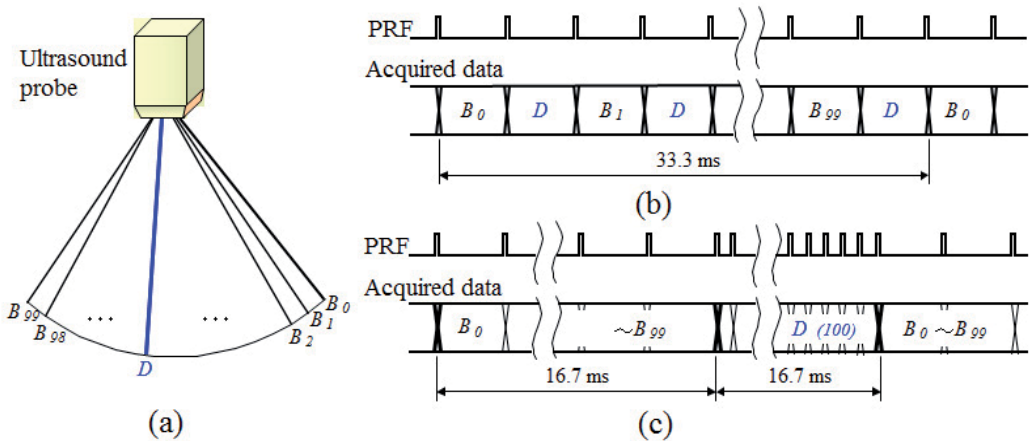 Ultrasound
probe
B99
B98
...
...
B2
B1
B0
D
(a)
PRF
Acquired data
B0 D B1 D B99 D B0
33.3 ms
(b)
PRF
Acquired data
B0 ~B99 D (100) B0 ~B99
16.7 ms 16.7 ms
(c)